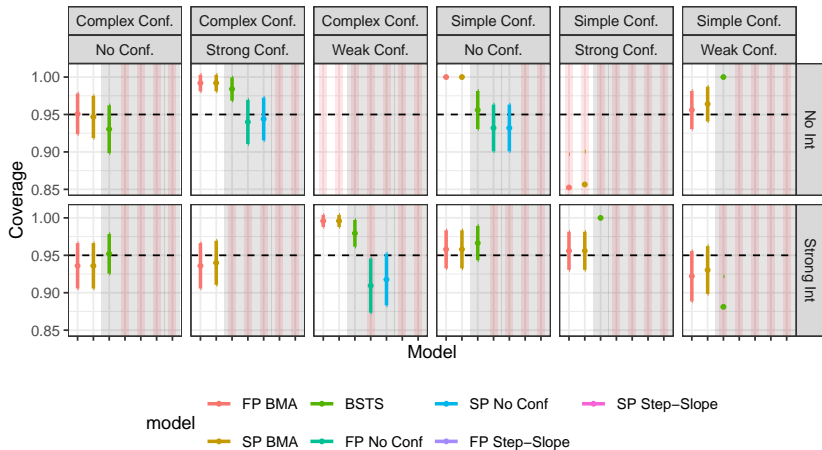 Complex Conf. Complex Conf. Complex Conf. Simple Conf. Simple Conf. Simple Conf.
No Conf. Strong Conf. Weak Conf. No Conf. Strong Conf. Weak Conf.
1.00
0.95
0.90
0.85
No Int
1.00
0.95
0.90
0.85
Strong Int
Coverage
Model
model
FP BMA BSTS SP No Conf SP Step−Slope
SP BMA FP No Conf FP Step−Slope